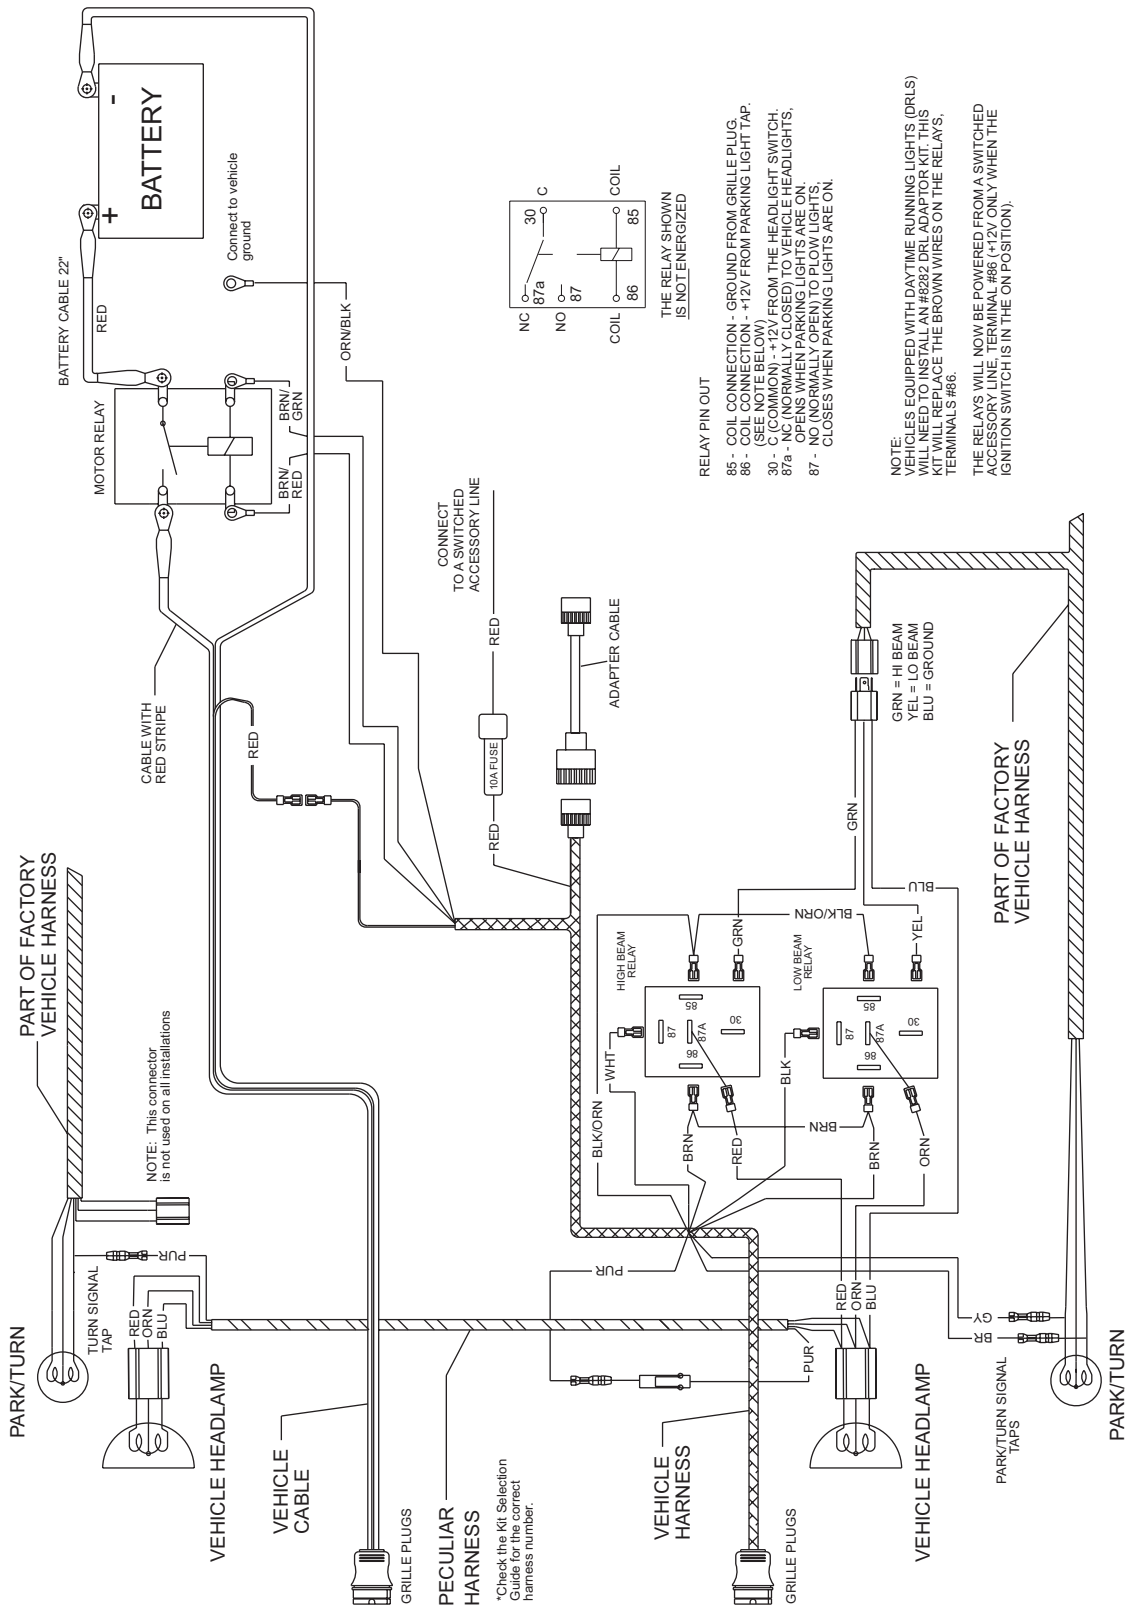 BATTERY CABLE 22"
RED
-
+
BATTERY
MOTOR RELAY
Connect to vehicle
ground
BRN/
RED
BRN/
GRN
ORN/BLK
CABLE WITH
RED STRIPE
RED
PART OF FACTORY
VEHICLE HARNESS
NOTE: This connector
is not used on all installations
PARK/TURN
TURN SIGNAL
TAP
PUR
RED
ORN
BLU
VEHICLE HEADLAMP
VEHICLE
CABLE
GRILLE PLUGS
PECULIAR
HARNESS
*Check the Kit Selection
Guide for the correct
harness number.
CONNECT
TO A SWITCHED
ACCESSORY LINE
RED
10A FUSE
RED
ADAPTER CABLE
NC
87a
30
C
NO
87
COIL
86
85
COIL
THE RELAY SHOWN
IS NOT ENERGIZED
RELAY PIN OUT
85 - COIL CONNECTION - GROUND FROM GRILLE PLUG.
86 - COIL CONNECTION - +12V FROM PARKING LIGHT TAP.
(SEE NOTE BELOW)
30 - C (COMMON) - +12V FROM THE HEADLIGHT SWITCH.
87a - NC (NORMALLY CLOSED) TO VEHICLE HEADLIGHTS,
OPENS WHEN PARKING LIGHTS ARE ON.
87 - NO (NORMALLY OPEN) TO PLOW LIGHTS,
CLOSES WHEN PARKING LIGHTS ARE ON.
NOTE:
VEHICLES EQUIPPED WITH DAYTIME RUNNING LIGHTS (DRLS)
WILL NEED TO INSTALL AN #8282 DRL ADAPTOR KIT. THIS
KIT WILL REPLACE THE BROWN WIRES ON THE RELAYS,
TERMINALS #86.
THE RELAYS WILL NOW BE POWERED FROM A SWITCHED
ACCESSORY LINE, TERMINAL #86 (+12V ONLY WHEN THE
IGNITION SWITCH IS IN THE ON POSITION).
HIGH BEAM
RELAY
85
87
87A
30
86
WHT
BLK/ORN
GRN
BLK/ORN
BRN
RED
BRN
LOW BEAM
RELAY
85
87
87A
30
86
BLK
YEL
BRN
ORN
GRN
BLU
GRN = HI BEAM
YEL = LO BEAM
BLU = GROUND
PART OF FACTORY
VEHICLE HARNESS
PUR
PUR
VEHICLE
HARNESS
GRILLE PLUGS
RED
ORN
BLU
VEHICLE HEADLAMP
GY
BR
PARK/TURN SIGNAL
TAPS
PARK/TURN